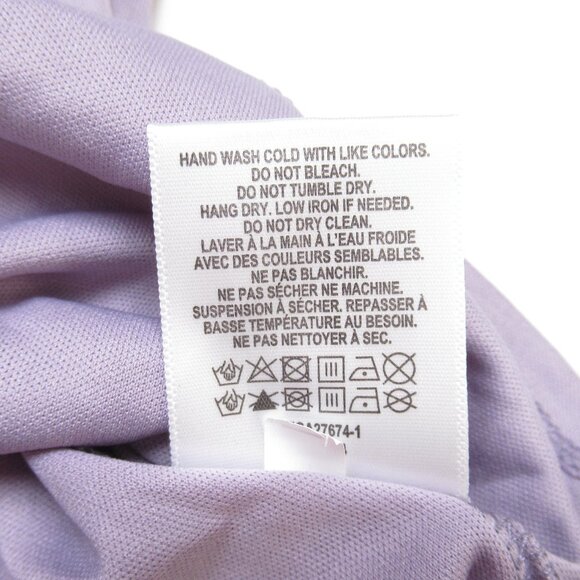 HAND WASH COLD WITH LIKE COLORS.
DO NOT BLEACH.
DO NOT TUMBLE DRY.
HANG DRY. LOW IRON IF NEEDED.
DO NOT DRY CLEAN.
LAVER À LA MAIN À L'EAU FROIDE
AVEC DES COULEURS SEMBLABLES.
NE PAS BLANCHIR.
NE PAS SÉCHER NE MACHINE.
SUSPENSION À SÉCHER. REPASSER À
BASSE TEMPÉRATURE AU BESOIN.
NE PAS NETTOYER À SEC.